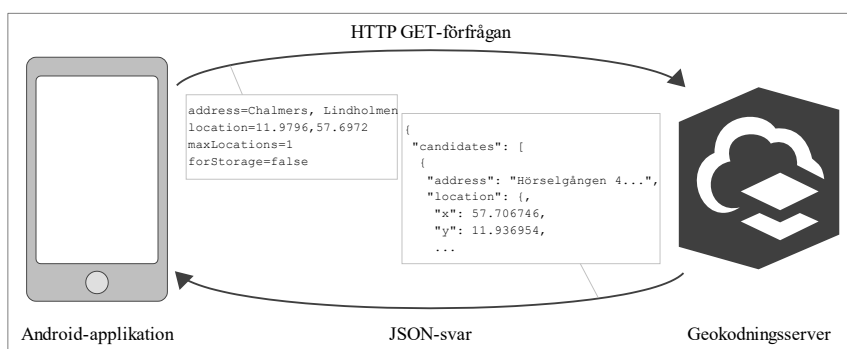 HTTP GET-förfrågan
address=Chalmers, Lindholmen
location=11.9796,57.6972
maxLocations=1
forStorage=false
{
"candidates": [
{
"address": "Hörselgången 4...",
"location": {,
"x": 57.706746,
"y": 11.936954,
...
Android-applikation
JSON-svar
Geokodningsserver